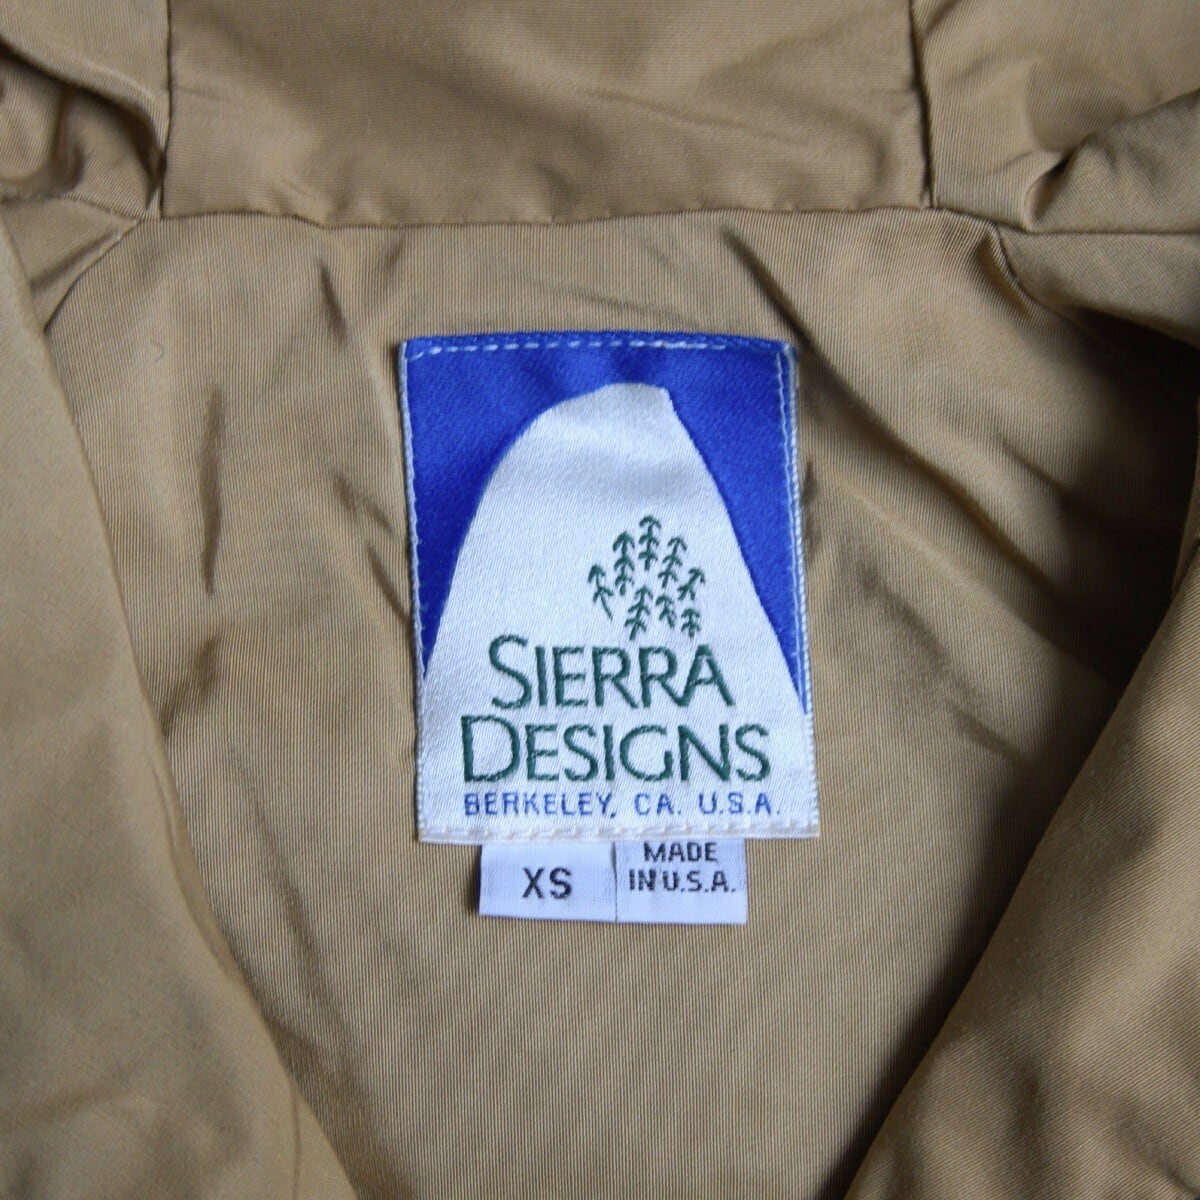 SIERRA
DESIGNS
BERKELEY, CA. U.S.A.
XS
MADE
IN U.S.A.